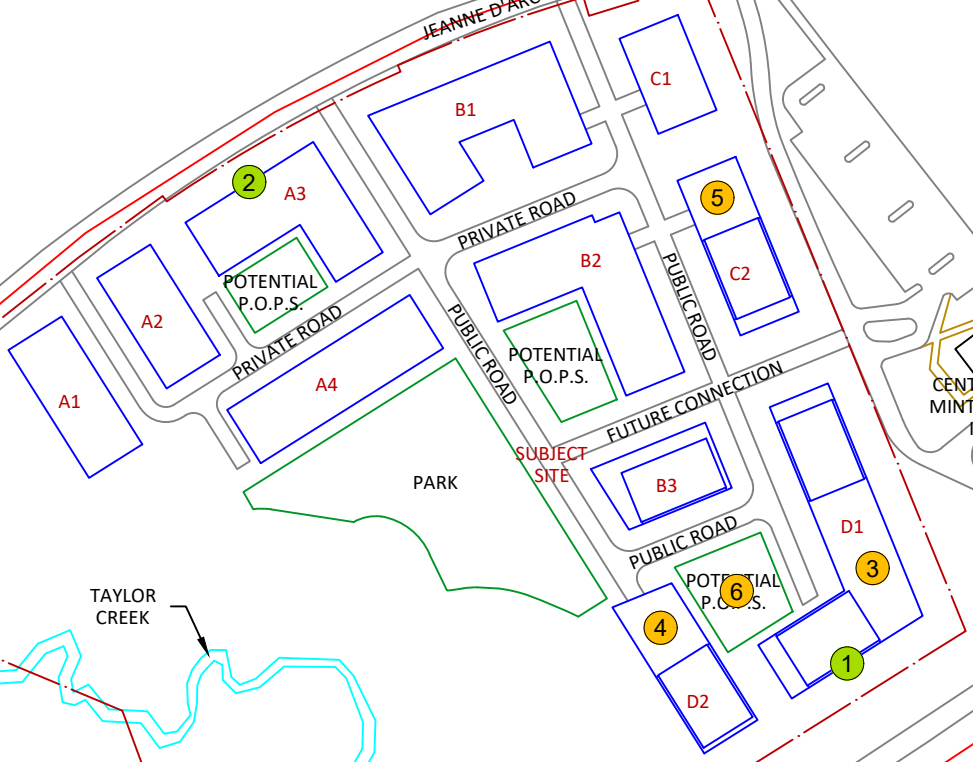 JEANNE D'ARC
C1
B1
2
A3
5
PRIVATE ROAD
B2
C2
POTENTIAL
P.O.P.S.
A2
PRIVATE ROAD
PUBLIC ROAD
PUBLIC ROAD
POTENTIAL
P.O.P.S.
A4
A1
FUTURE CONNECTION
CENT
MINT
SUBJECT
SITE
PARK
B3
D1
PUBLIC ROAD
3
POTENTIAL
P.O.P.S.
6
TAYLOR
CREEK
4
1
D2